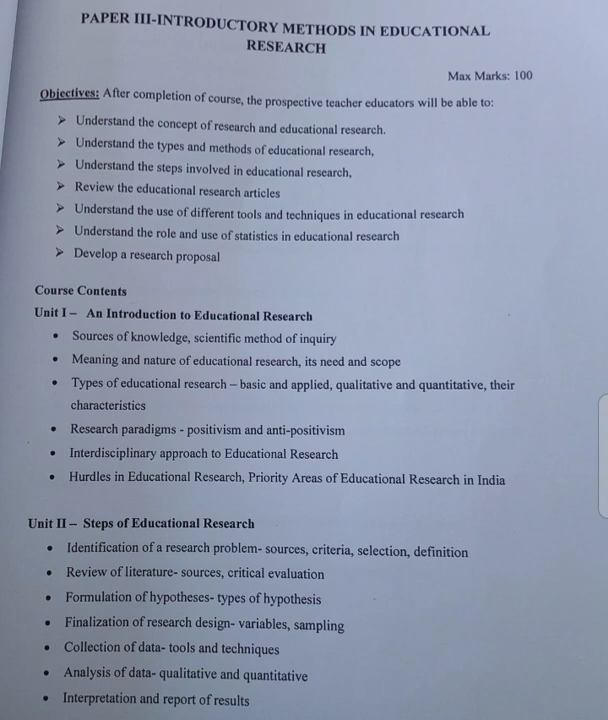 PAPER III-INTRODUCTORY METHODS IN EDUCATIONAL
RESEARCH
Max Marks: 100
Objectives: After completion of course, the prospective teacher educators will be able to:
➢ Understand the concept of research and educational research.
➢ Understand the types and methods of educational research,
➢ Understand the steps involved in educational research,
➢ Review the educational research articles
➢ Understand the use of different tools and techniques in educational research
➢ Understand the role and use of statistics in educational research
➢ Develop a research proposal
Course Contents
Unit I – An Introduction to Educational Research
• Sources of knowledge, scientific method of inquiry
• Meaning and nature of educational research, its need and scope
• Types of educational research – basic and applied, qualitative and quantitative, their
characteristics
• Research paradigms - positivism and anti-positivism
• Interdisciplinary approach to Educational Research
• Hurdles in Educational Research, Priority Areas of Educational Research in India
Unit II – Steps of Educational Research
• Identification of a research problem- sources, criteria, selection, definition
• Review of literature- sources, critical evaluation
• Formulation of hypotheses- types of hypothesis
• Finalization of research design- variables, sampling
• Collection of data- tools and techniques
• Analysis of data- qualitative and quantitative
• Interpretation and report of results